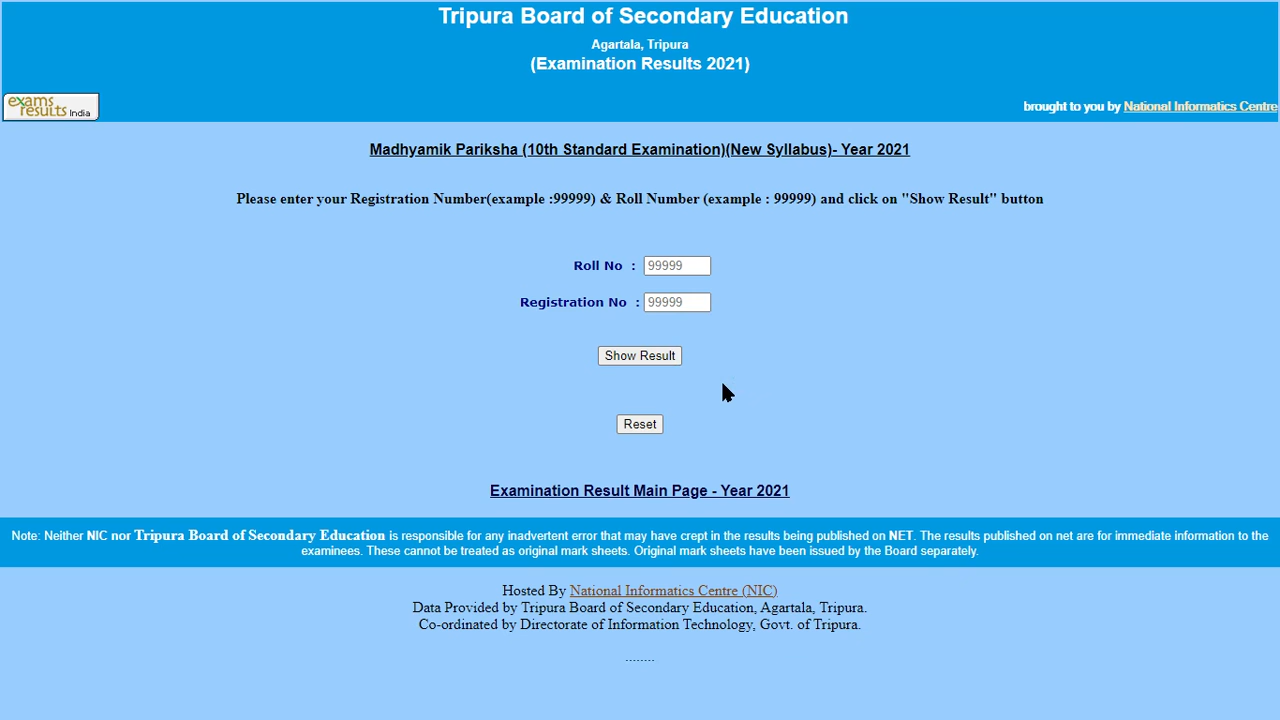 Tripura Board of Secondary Education
Agartala, Tripura
(Examination Results 2021)
exams
results India
brought to you by National Informatics Centre
Madhyamik Pariksha (10th Standard Examination)(New Syllabus)- Year 2021
Please enter your Registration Number(example :99999) & Roll Number (example : 99999) and click on "Show Result" button
Roll No : 99999
Registration No : 99999
Show Result
Reset
Examination Result Main Page - Year 2021
Note: Neither NIC nor Tripura Board of Secondary Education is responsible for any inadvertent error that may have crept in the results being published on NET. The results published on net are for immediate information to the
examinees. These cannot be treated as original mark sheets. Original mark sheets have been issued by the Board separately.
Hosted By National Informatics Centre (NIC)
Data Provided by Tripura Board of Secondary Education, Agartala, Tripura.
Co-ordinated by Directorate of Information Technology, Govt. of Tripura.
........